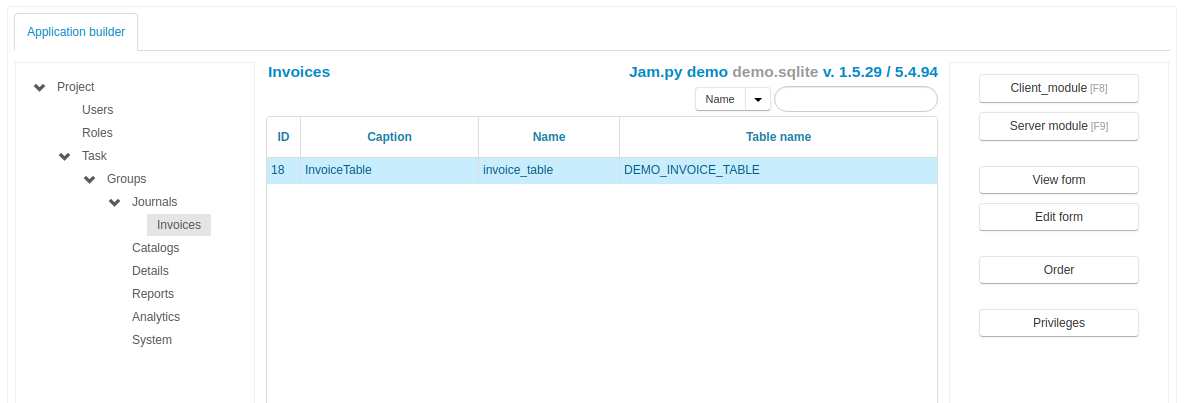 Application builder
Project
Users
Roles
Task
Groups
Journals
Invoices
Catalogs
Details
Reports
Analytics
System
Invoices
Jam.py demo demo.sqlite v. 1.5.29 / 5.4.94
Name
ID Caption Name Table name
18 InvoiceTable invoice_table DEMO_INVOICE_TABLE
Client_module [F8]
Server module [F9]
View form
Edit form
Order
Privileges